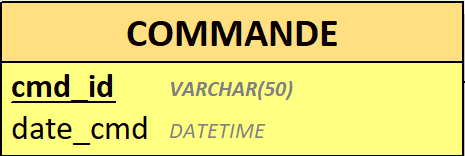 COMMANDE
cmd_id VARCHAR(50)
date_cmd DATETIME